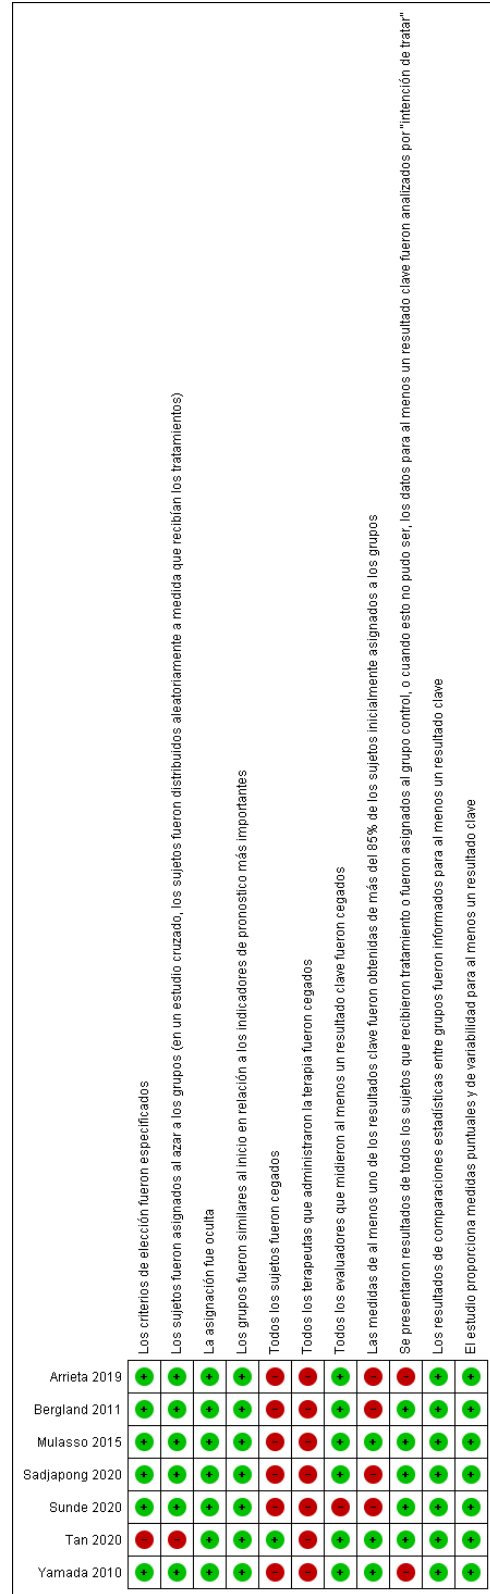 Los criterios de elección fueron especificados
Los sujetos fueron asignados al azar a los grupos (en un estudio cruzado, los sujetos fueron distribuidos aleatoriamente a medida que recibían los tratamientos)
La asignación fue oculta
Los grupos fueron similares al inicio en relación a los indicadores de pronostico más importantes
Todos los sujetos fueron cegados
Todos los terapeutas que administraron la terapia fueron cegados
Todos los evaluadores que midieron al menos un resultado clave fueron cegados
Las medidas de al menos uno de los resultados clave fueron obtenidas de más del 85% de los sujetos inicialmente asignados a los grupos
Se presentaron resultados de todos los sujetos que recibieron tratamiento o fueron asignados al grupo control, o cuando esto no pudo ser, los datos para al menos un resultado clave fueron analizados por "intención de tratar"
Los resultados de comparaciones estadísticas entre grupos fueron informados para al menos un resultado clave
El estudio proporciona medidas puntuales y de variabilidad para al menos un resultado clave
Arrieta 2019 + + + + - - + - - + +
Bergland 2011 + + + + - - + - + + +
Mulasso 2015 + + + + - - + + + + +
Sadjapong 2020 + + + + - - + - + + +
Sunde 2020 + + + + - - - - + + +
Tan 2020 - - + + + - + + + + +
Yamada 2010 + + + + - - + + - + +